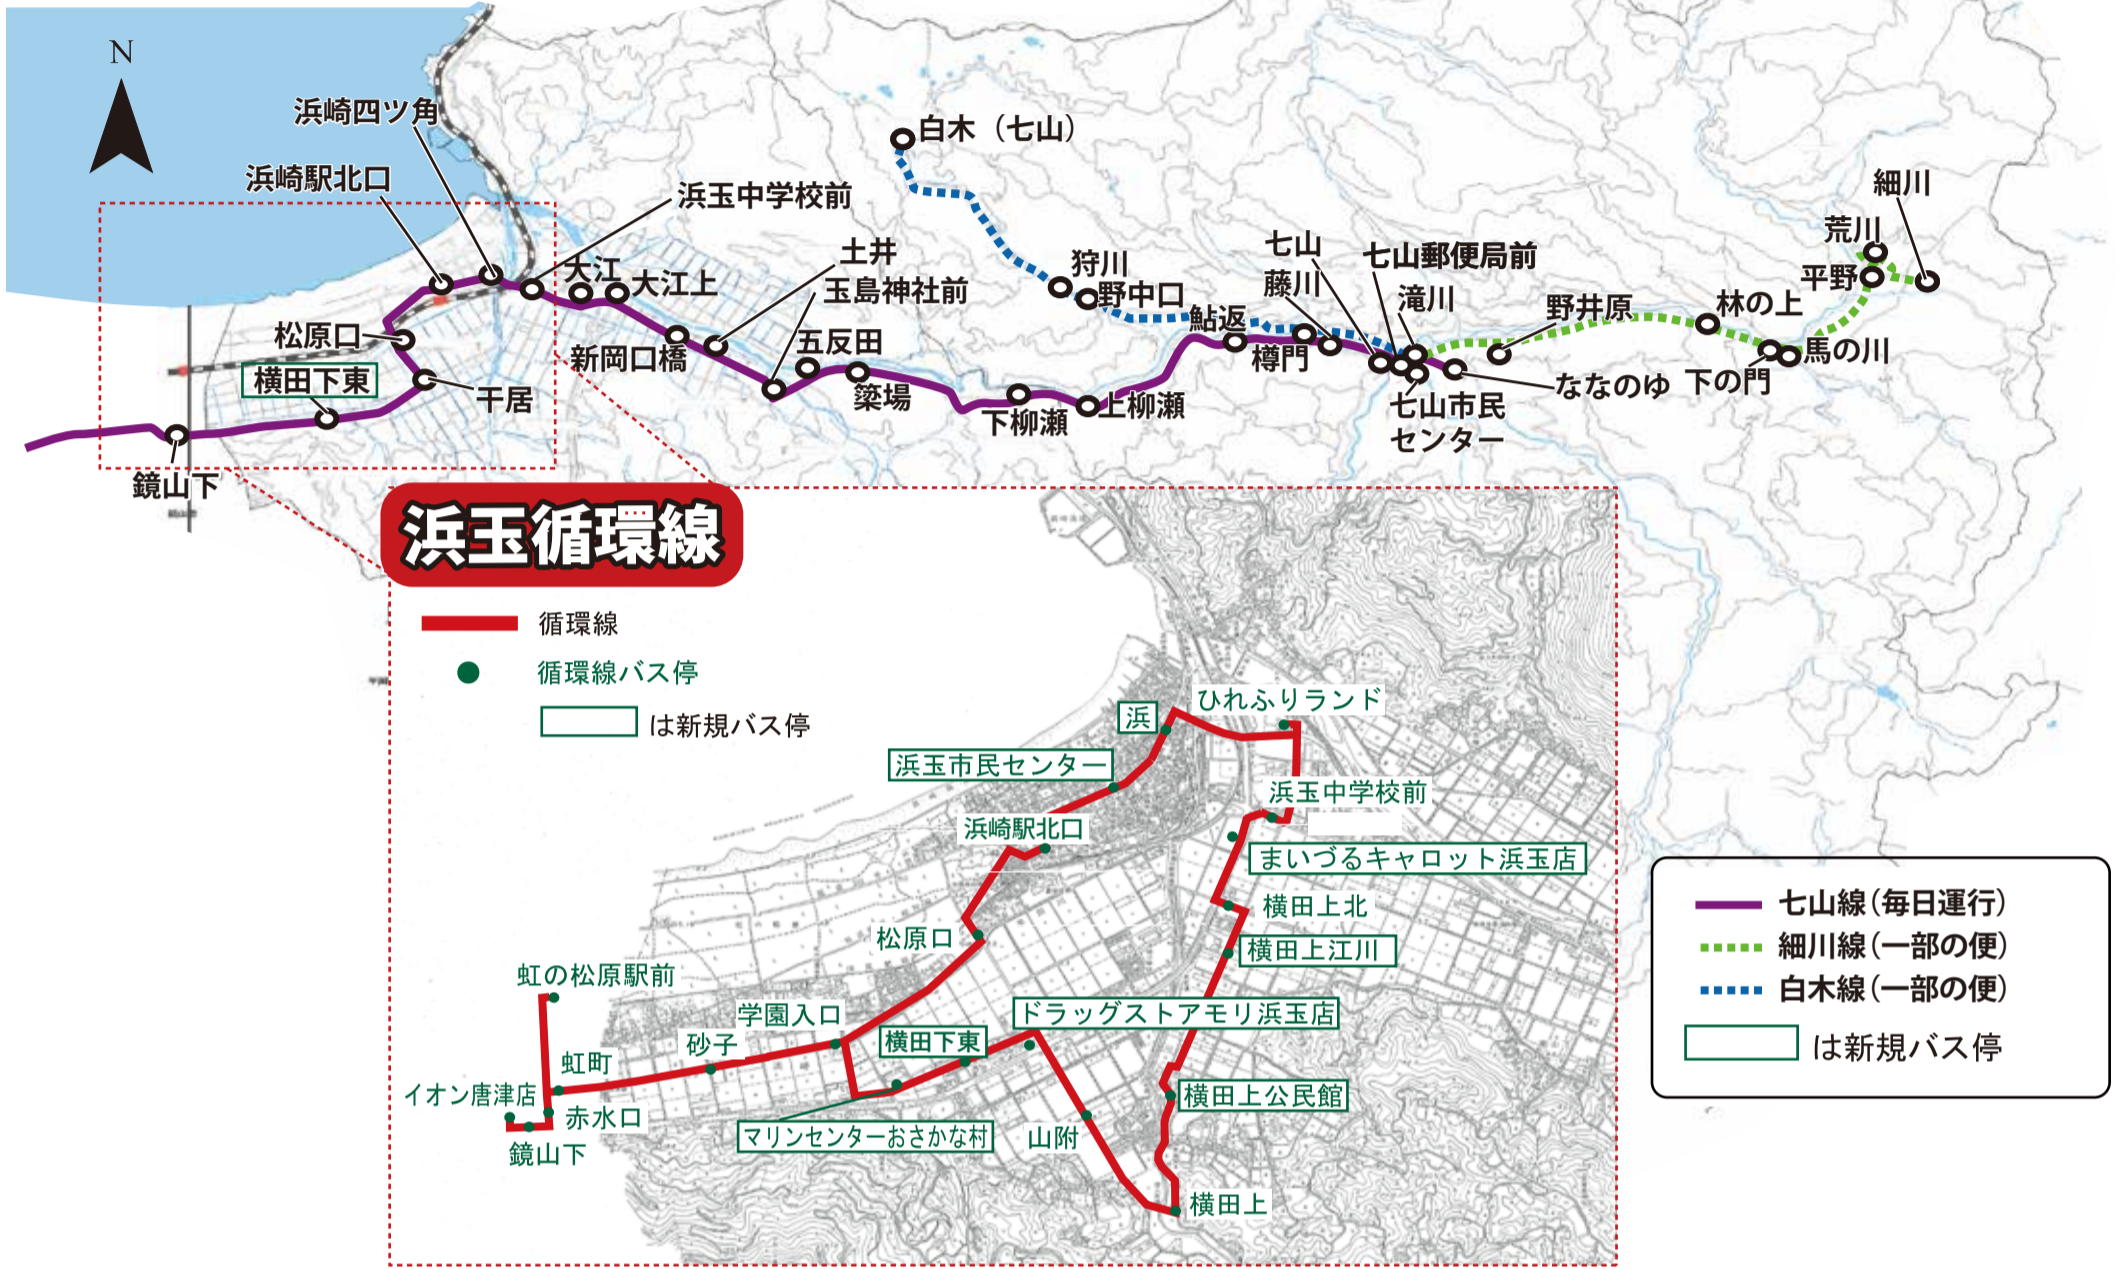 N
浜崎四ツ角
浜崎駅北口
白木（七山）
浜玉中学校前
細川
荒川
平野
土井
狩川
七山
七山郵便局前
大江
大江上
玉島神社前
野中口
藤川
滝川
野井原
林の上
松原口
新岡口橋
五反田
鮎返
樽門
馬の川
横田下東
干居
簗場
下柳瀬
上柳瀬
ななのゆ
下の門
七山市民
センター
鏡山下
浜玉循環線
循環線
循環線バス停
は新規バス停
ひれふりランド
浜
浜玉市民センター
浜玉中学校前
浜崎駅北口
まいづるキャロット浜玉店
横田上北
松原口
横田上江川
虹の松原駅前
学園入口
ドラッグストアモリ浜玉店
砂子
横田下東
虹町
イオン唐津店
赤水口
横田上公民館
マリンセンターおさかな村
山附
鏡山下
横田上
七山線（毎日運行）
細川線（一部の便）
白木線（一部の便）
は新規バス停